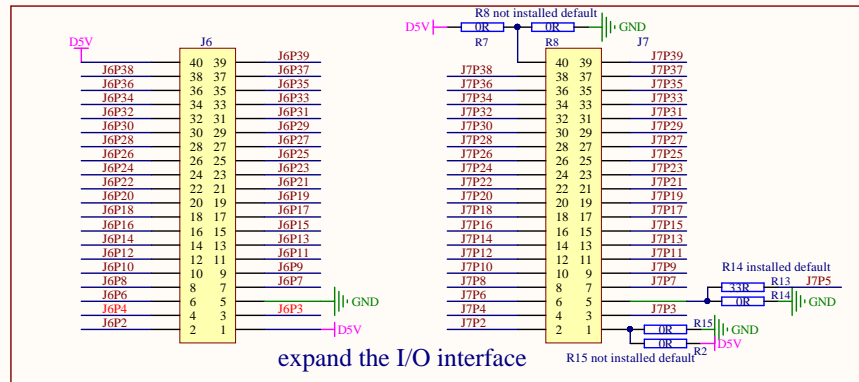 R8 not installed default
D5V J6 D5V 0R 0R GND
R7 R8 J7
40 39 J6P39 40 39 J7P39
J6P38 38 37 J6P37 J7P38 38 37 J7P37
J6P36 36 35 J6P35 J7P36 36 35 J7P35
J6P34 34 33 J6P33 J7P34 34 33 J7P33
J6P32 32 31 J6P31 J7P32 32 31 J7P31
J6P30 30 29 J6P29 J7P30 30 29 J7P29
J6P28 28 27 J6P27 J7P28 28 27 J7P27
J6P26 26 25 J6P25 J7P26 26 25 J7P25
J6P24 24 23 J6P23 J7P24 24 23 J7P23
J6P22 22 21 J6P21 J7P22 22 21 J7P21
J6P20 20 19 J6P19 J7P20 20 19 J7P19
J6P18 18 17 J6P17 J7P18 18 17 J7P17
J6P16 16 15 J6P15 J7P16 16 15 J7P15
J6P14 14 13 J6P13 J7P14 14 13 J7P13
J6P12 12 11 J6P11 J7P12 12 11 J7P11
J6P10 10 9 J6P9 J7P10 10 9 J7P9
J6P8 8 7 J6P7 J7P8 8 7 J7P7
R14 installed default
33R R13 J7P5
J6P6 6 5 GND J7P6 6 5 0R R14 GND
J6P4 4 3 J6P3 J7P4 4 3 J7P3
J6P2 2 1 D5V J7P2 2 1 0R R15 GND
0R R2 D5V
R15 not installed default
expand the I/O interface